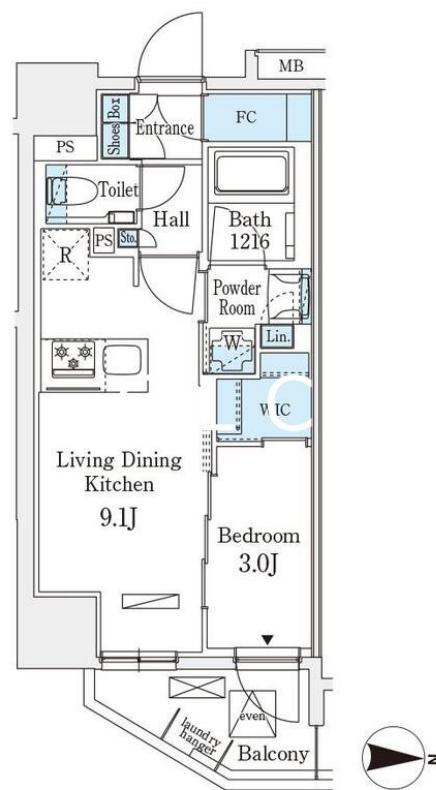 MB
Shoes Box
Entrance
FC
PS
Toilet
Hall
Bath
1216
R
PS
Sto.
Powder
Room
W
Lin.
WIC
Living Dining
Kitchen
9.1J
Bedroom
3.0J
even
laundry
hanger
Balcony
N